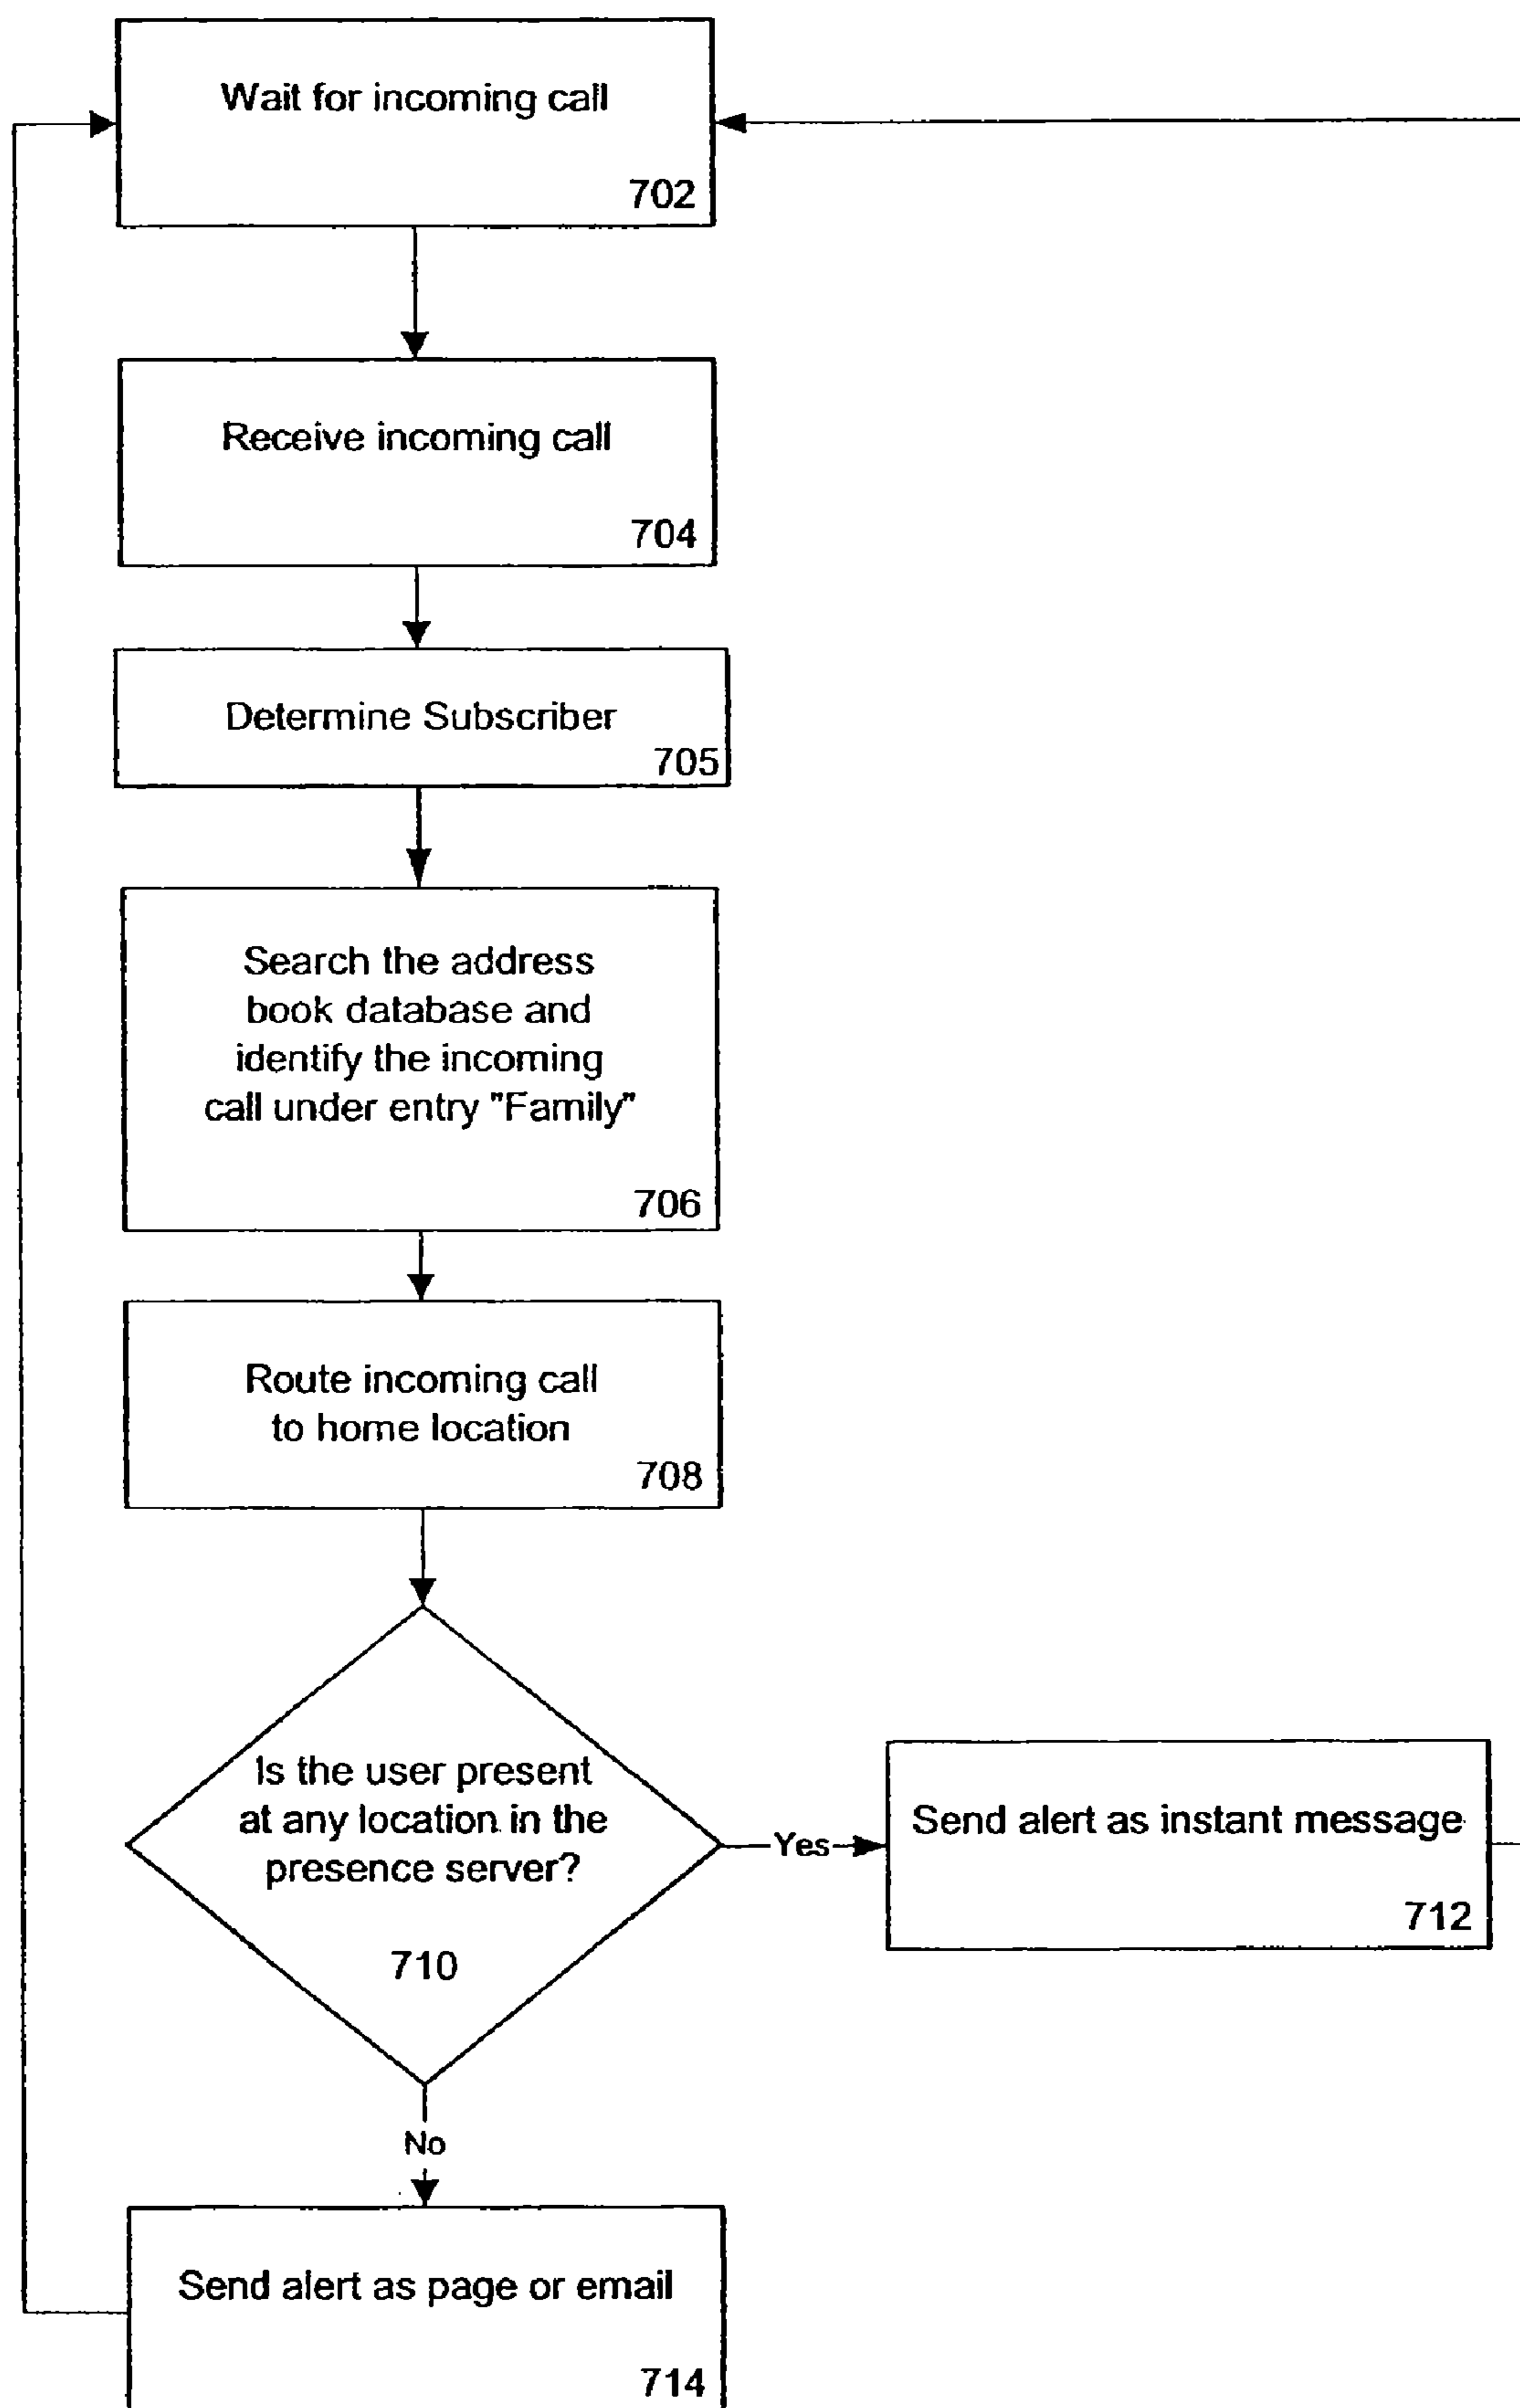 Wait for incoming call
702
Receive incoming call
704
Determine Subscriber
705
Search the address
book database and
identify the incoming
call under entry "Family"
706
Route incoming call
to home location
708
Is the user present
at any location in the
presence server?
710
Yes
Send alert as instant message
712
No
Send alert as page or email
714